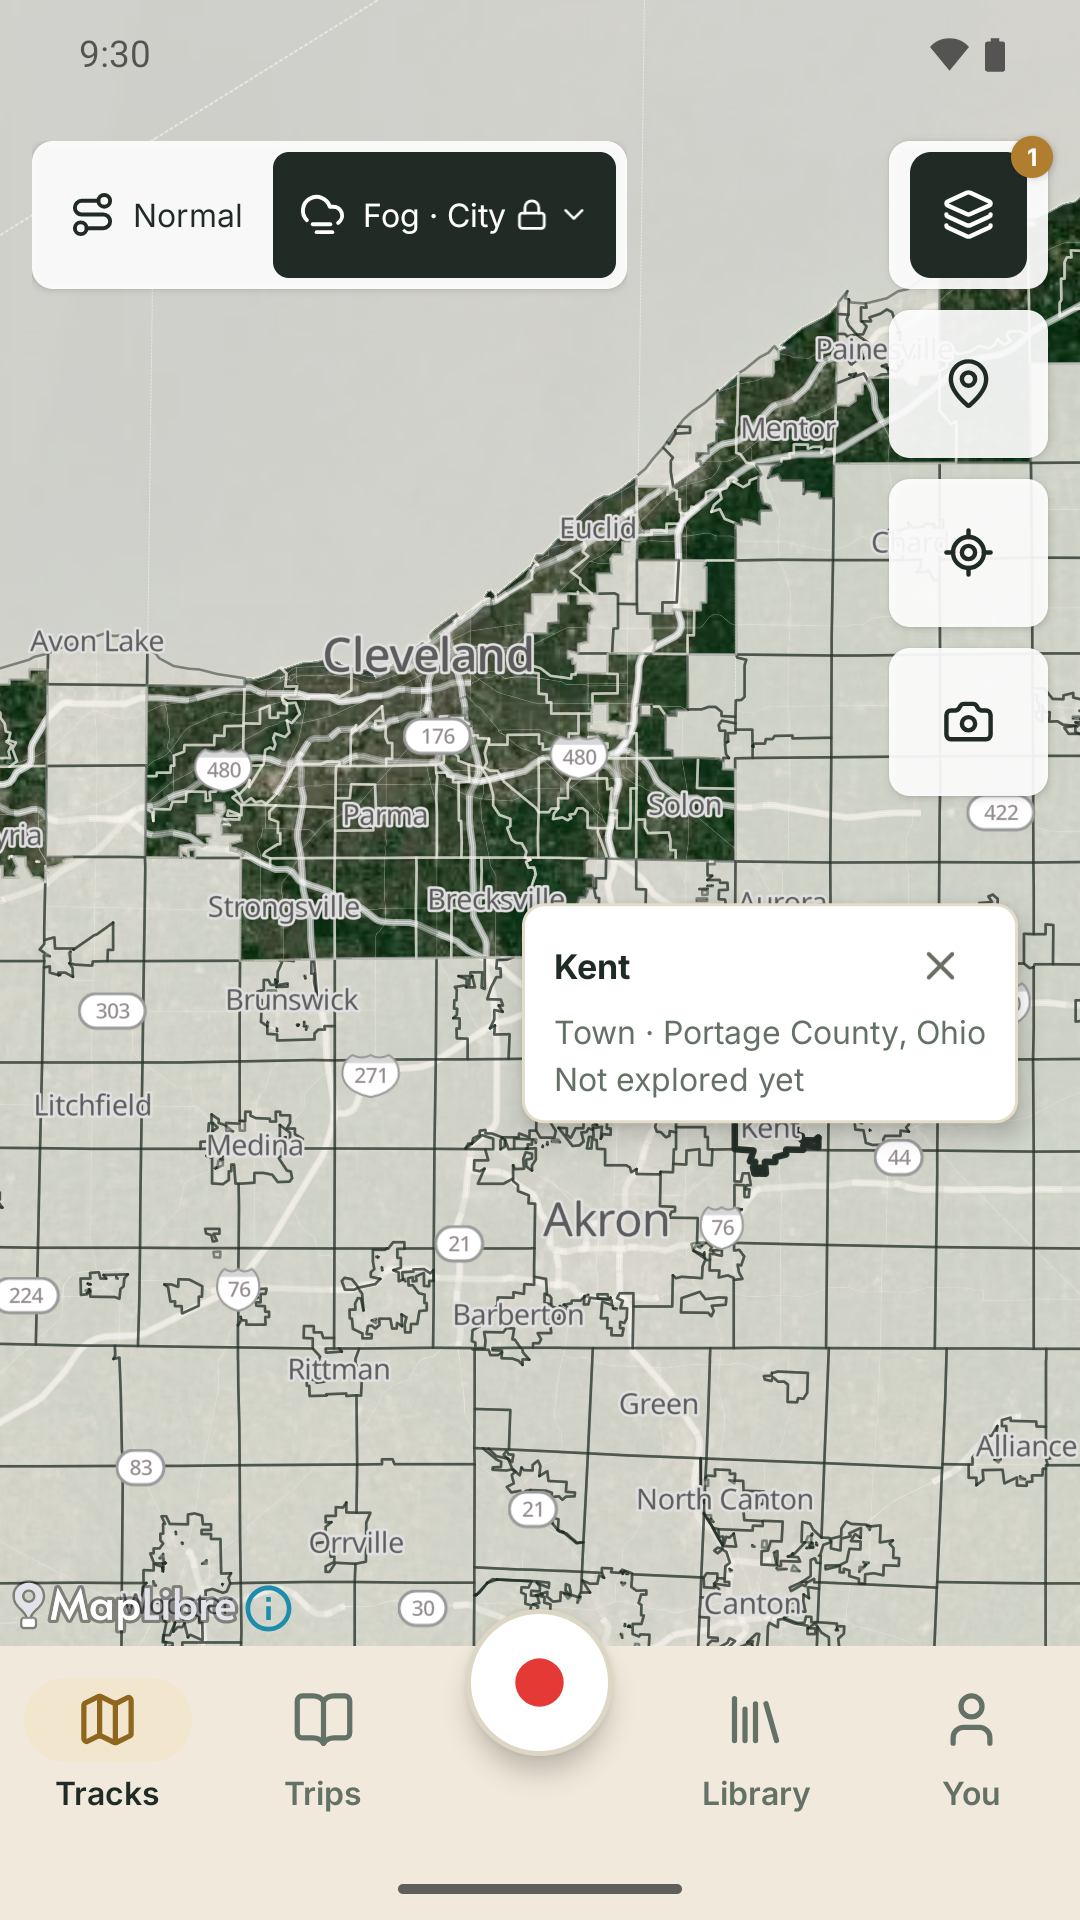 9:30
1
Normal
Fog · City
Painesville
Mentor
Euclid
Avon Lake
Cleveland
176
480
480
Parma
Solon
422
Strongsville
Brecksville
Aurora
Kent
Town · Portage County, Ohio
Not explored yet
303
Brunswick
271
Litchfield
Medina
Kent
44
Akron
76
21
224
76
Barberton
Rittman
Green
Alliance
83
North Canton
21
Orrville
MapLibre
30
Canton
Tracks
Trips
Library
You